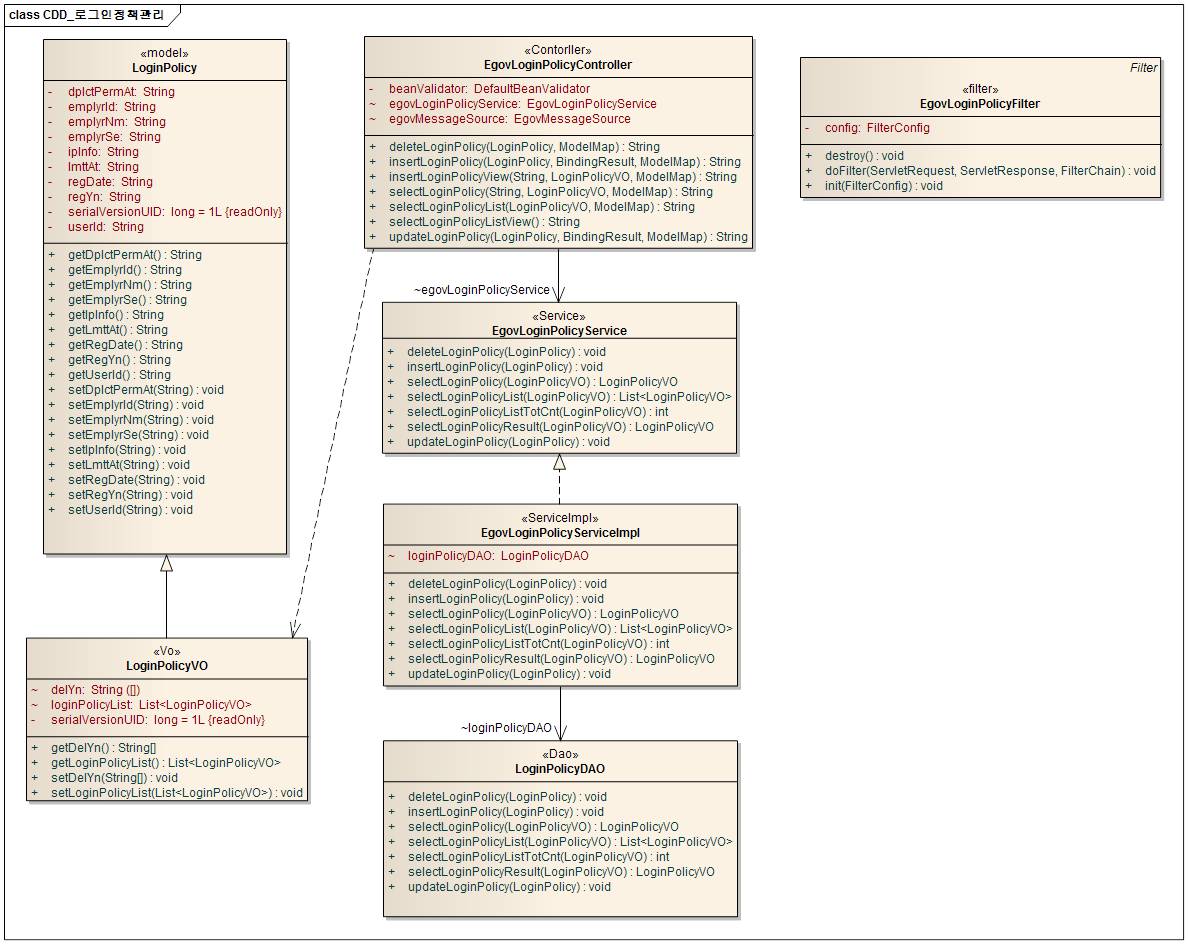 class CDD_로그인정책관리
«model»
LoginPolicy
- dplctPermAt: String
- emplyrId: String
- emplyrNm: String
- emplyrSe: String
- ipInfo: String
- lmttAt: String
- regDate: String
- regYn: String
- serialVersionUID: long = 1L {readOnly}
- userId: String
+ getDplctPermAt() : String
+ getEmplyrId() : String
+ getEmplyrNm() : String
+ getEmplyrSe() : String
+ getIpInfo() : String
+ getLmttAt() : String
+ getRegDate() : String
+ getRegYn() : String
+ getUserId() : String
+ setDplctPermAt(String) : void
+ setEmplyrId(String) : void
+ setEmplyrNm(String) : void
+ setEmplyrSe(String) : void
+ setIpInfo(String) : void
+ setLmttAt(String) : void
+ setRegDate(String) : void
+ setRegYn(String) : void
+ setUserId(String) : void
«Vo»
LoginPolicyVO
~ delYn: String ([])
~ loginPolicyList: List<LoginPolicyVO>
- serialVersionUID: long = 1L {readOnly}
+ getDelYn() : String[]
+ getLoginPolicyList() : List<LoginPolicyVO>
+ setDelYn(String[]) : void
+ setLoginPolicyList(List<LoginPolicyVO>) : void
«Contorller»
EgovLoginPolicyController
- beanValidator: DefaultBeanValidator
~ egovLoginPolicyService: EgovLoginPolicyService
~ egovMessageSource: EgovMessageSource
+ deleteLoginPolicy(LoginPolicy, ModelMap) : String
+ insertLoginPolicy(LoginPolicy, BindingResult, ModelMap) : String
+ insertLoginPolicyView(String, LoginPolicyVO, ModelMap) : String
+ selectLoginPolicy(String, LoginPolicyVO, ModelMap) : String
+ selectLoginPolicyList(LoginPolicyVO, ModelMap) : String
+ selectLoginPolicyListView() : String
+ updateLoginPolicy(LoginPolicy, BindingResult, ModelMap) : String
~egovLoginPolicyService
«Service»
EgovLoginPolicyService
+ deleteLoginPolicy(LoginPolicy) : void
+ insertLoginPolicy(LoginPolicy) : void
+ selectLoginPolicy(LoginPolicyVO) : LoginPolicyVO
+ selectLoginPolicyList(LoginPolicyVO) : List<LoginPolicyVO>
+ selectLoginPolicyListTotCnt(LoginPolicyVO) : int
+ selectLoginPolicyResult(LoginPolicyVO) : LoginPolicyVO
+ updateLoginPolicy(LoginPolicy) : void
«ServiceImpl»
EgovLoginPolicyServiceImpl
~ loginPolicyDAO: LoginPolicyDAO
+ deleteLoginPolicy(LoginPolicy) : void
+ insertLoginPolicy(LoginPolicy) : void
+ selectLoginPolicy(LoginPolicyVO) : LoginPolicyVO
+ selectLoginPolicyList(LoginPolicyVO) : List<LoginPolicyVO>
+ selectLoginPolicyListTotCnt(LoginPolicyVO) : int
+ selectLoginPolicyResult(LoginPolicyVO) : LoginPolicyVO
+ updateLoginPolicy(LoginPolicy) : void
~loginPolicyDAO
«Dao»
LoginPolicyDAO
+ deleteLoginPolicy(LoginPolicy) : void
+ insertLoginPolicy(LoginPolicy) : void
+ selectLoginPolicy(LoginPolicyVO) : LoginPolicyVO
+ selectLoginPolicyList(LoginPolicyVO) : List<LoginPolicyVO>
+ selectLoginPolicyListTotCnt(LoginPolicyVO) : int
+ selectLoginPolicyResult(LoginPolicyVO) : LoginPolicyVO
+ updateLoginPolicy(LoginPolicy) : void
Filter
«filter»
EgovLoginPolicyFilter
- config: FilterConfig
+ destroy() : void
+ doFilter(ServletRequest, ServletResponse, FilterChain) : void
+ init(FilterConfig) : void